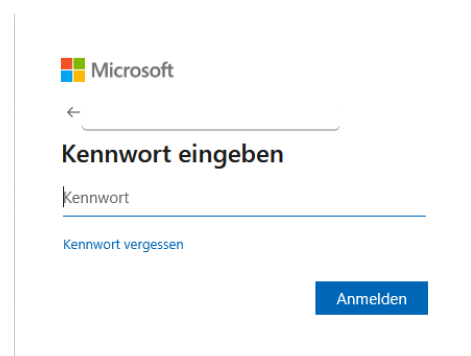 Microsoft
←
Kennwort eingeben
Kennwort
Kennwort vergessen
Anmelden